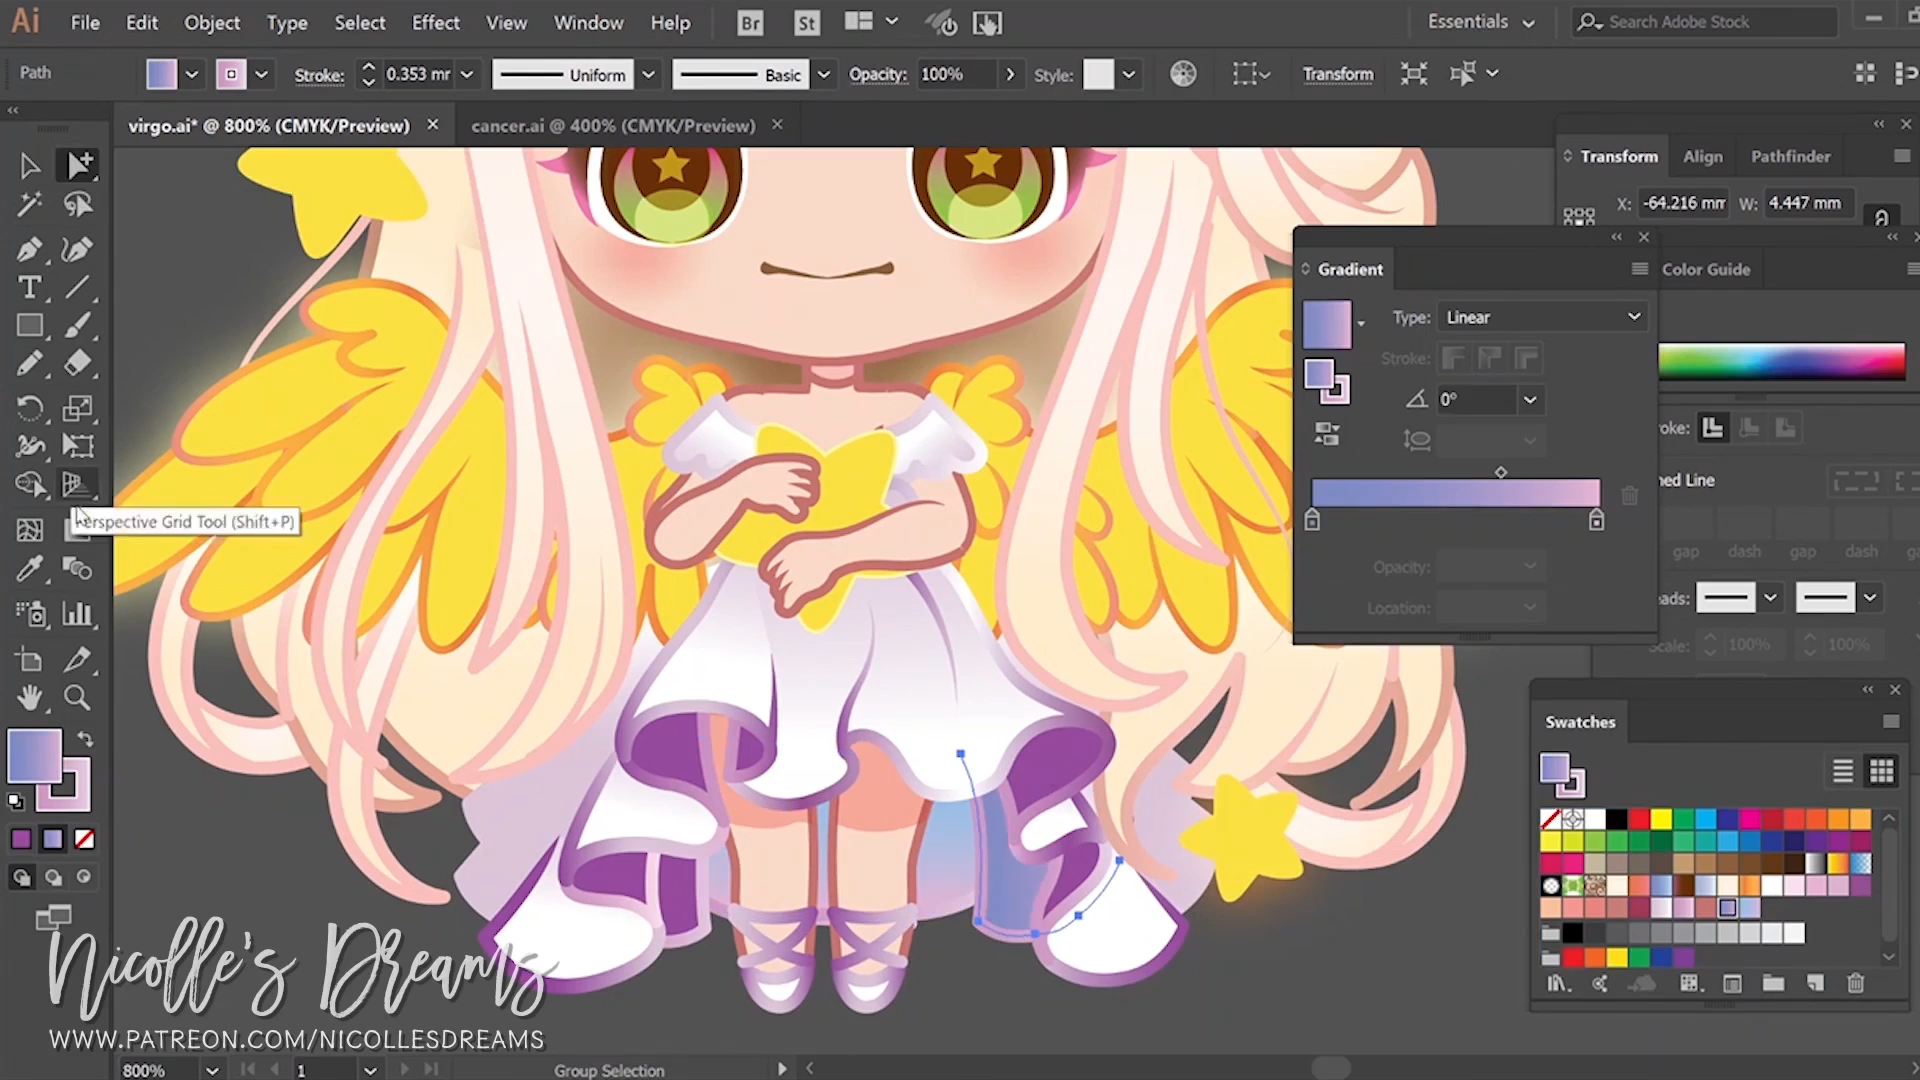 Ai File Edit Object Type Select Effect View Window Help Br St Essentials Search Adobe Stock
Path Stroke: 0.353 mr Uniform Basic Opacity: 100% Style: Transform
virgo.ai* @ 800% (CMYK/Preview) × cancer.ai @ 400% (CMYK/Preview) ×
Transform Align Pathfinder
X: -64.216 mm W: 4.447 mm
Gradient Color Guide
Type: Linear
Stroke:
0°
Opacity:
Location:
oke:
ned Line
gap dash gap dash
ads:
Scale: 100% 100%
Perspective Grid Tool (Shift+P)
Swatches
Nicolle's Dreams
WWW.PATREON.COM/NICOLLESDREAMS
800% 1 Group Selection